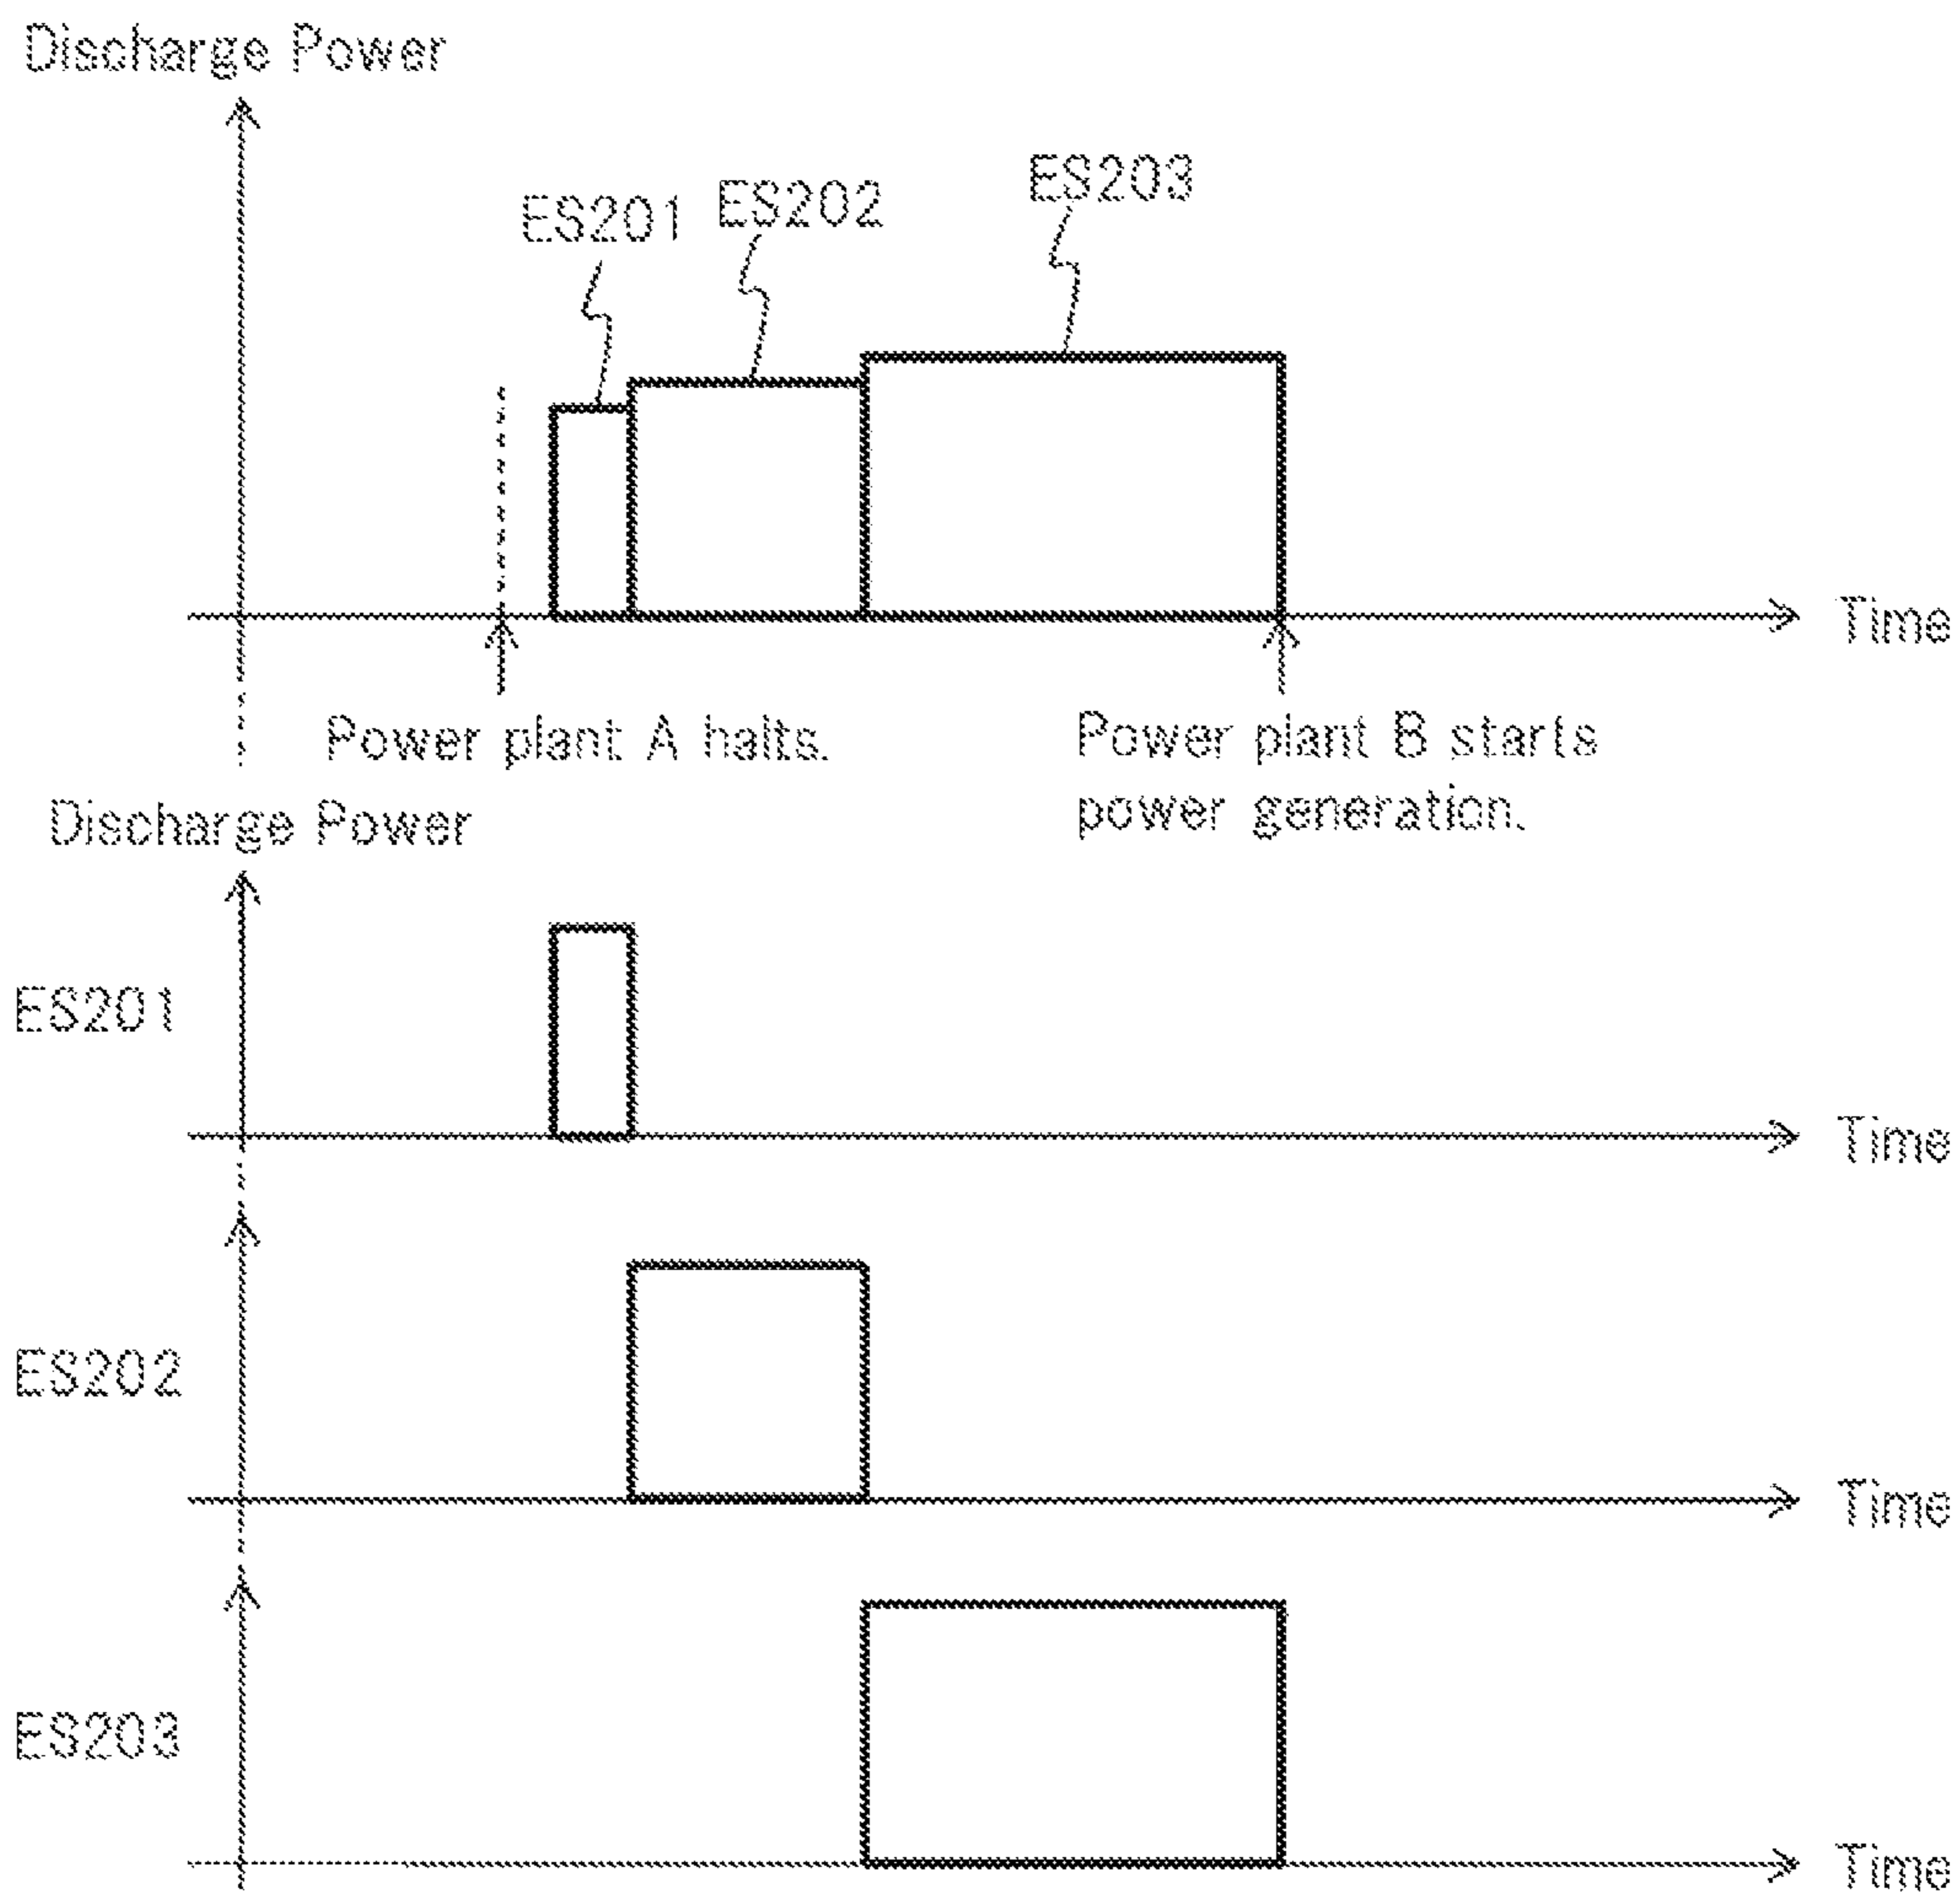 Discharge Power
ES201 ES202 ES203
Time
Power plant A halts.
Power plant B starts
power generation.
Discharge Power
ES201
Time
ES202
Time
ES203
Time